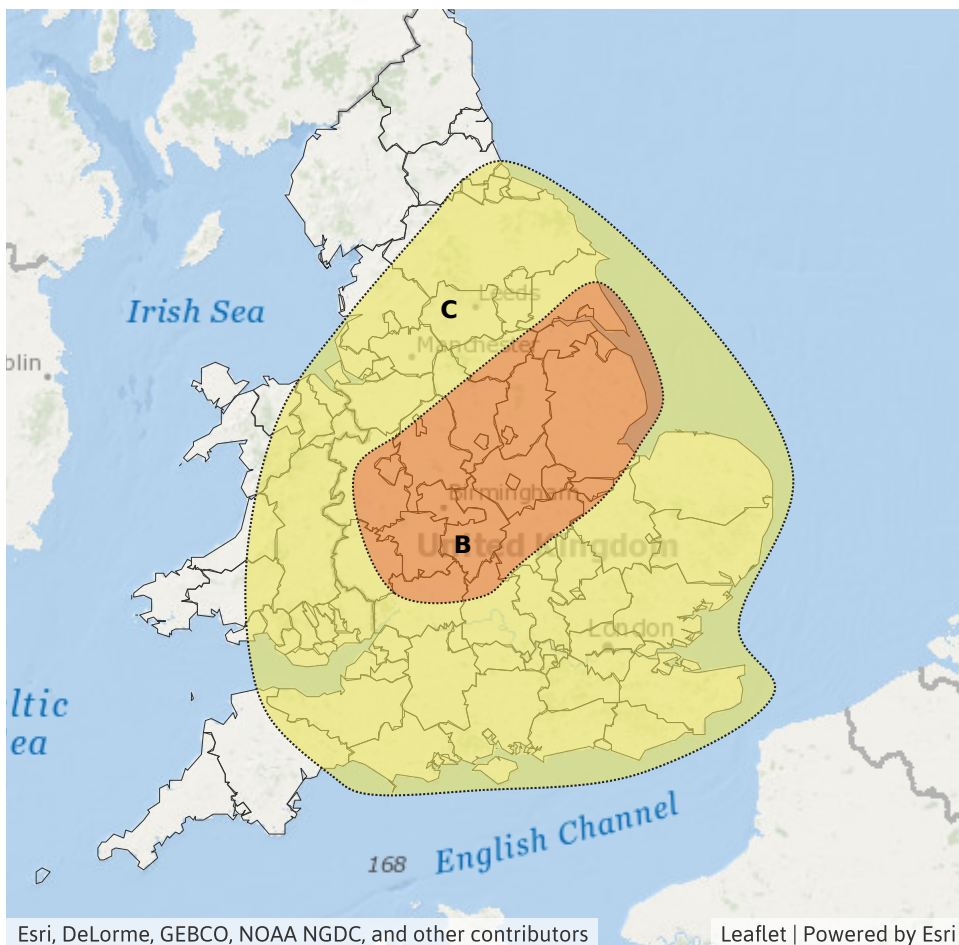 Leeds
C
Irish Sea
Manchester
olin
Birmingham
United Kingdom
B
London
ltic
ea
English Channel
168
Esri, DeLorme, GEBCO, NOAA NGDC, and other contributors
Leaflet | Powered by Esri